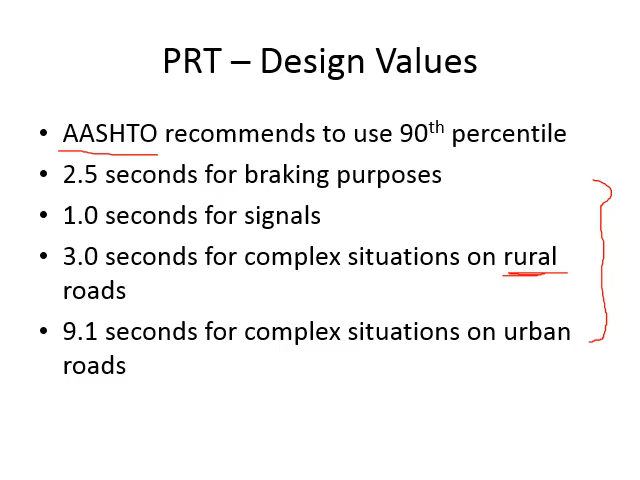 PRT – Design Values
• AASHTO recommends to use 90th percentile
• 2.5 seconds for braking purposes
• 1.0 seconds for signals
• 3.0 seconds for complex situations on rural
roads
• 9.1 seconds for complex situations on urban
roads